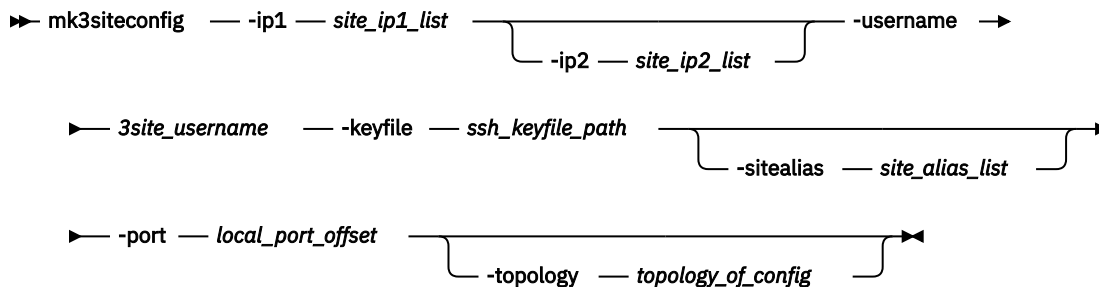 mk3siteconfig -ip1 site_ip1_list -username
-ip2 site_ip2_list
3site_username -keyfile ssh_keyfile_path
-sitealias site_alias_list
-port local_port_offset
-topology topology_of_config